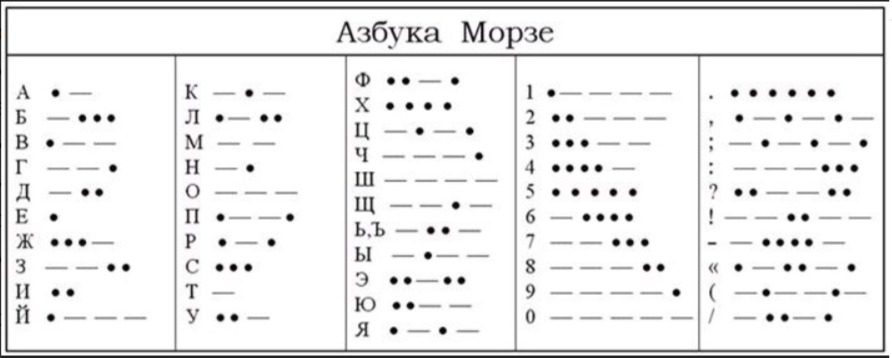 Азбука Морзе
А • —
Б — • • •
В • — —
Г — — •
Д — • •
Е •
Ж • • • —
З — — • •
И • •
Й • — — —
К — • —
Л • — • •
М — —
Н — •
О — — —
П • — — •
Р • — •
С • • •
Т —
У • • —
Ф • • — •
Х • • • •
Ц — • — •
Ч — — — •
Ш — — — —
Щ — — • —
Ь,Ъ — • • —
Ы — • — —
Э • • — • •
Ю • • — —
Я • — • —
1 • — — — —
2 • • — — —
3 • • • — —
4 • • • • —
5 • • • • •
6 — • • • •
7 — — • • •
8 — — — • •
9 — — — — •
0 — — — — —
. • • • • • •
, • — • — • —
; — • — • — •
: — — — • • •
? • • — — • •
! — — • • — —
- — • • • • —
« • — • • — •
( — • — — • —
/ — • • — •